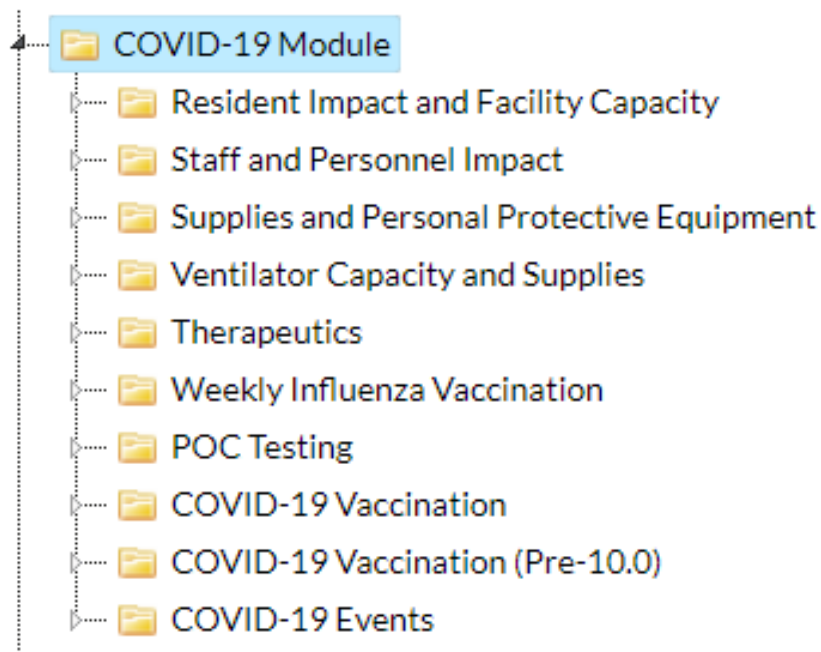 COVID-19 Module
Resident Impact and Facility Capacity
Staff and Personnel Impact
Supplies and Personal Protective Equipment
Ventilator Capacity and Supplies
Therapeutics
Weekly Influenza Vaccination
POC Testing
COVID-19 Vaccination
COVID-19 Vaccination (Pre-10.0)
COVID-19 Events